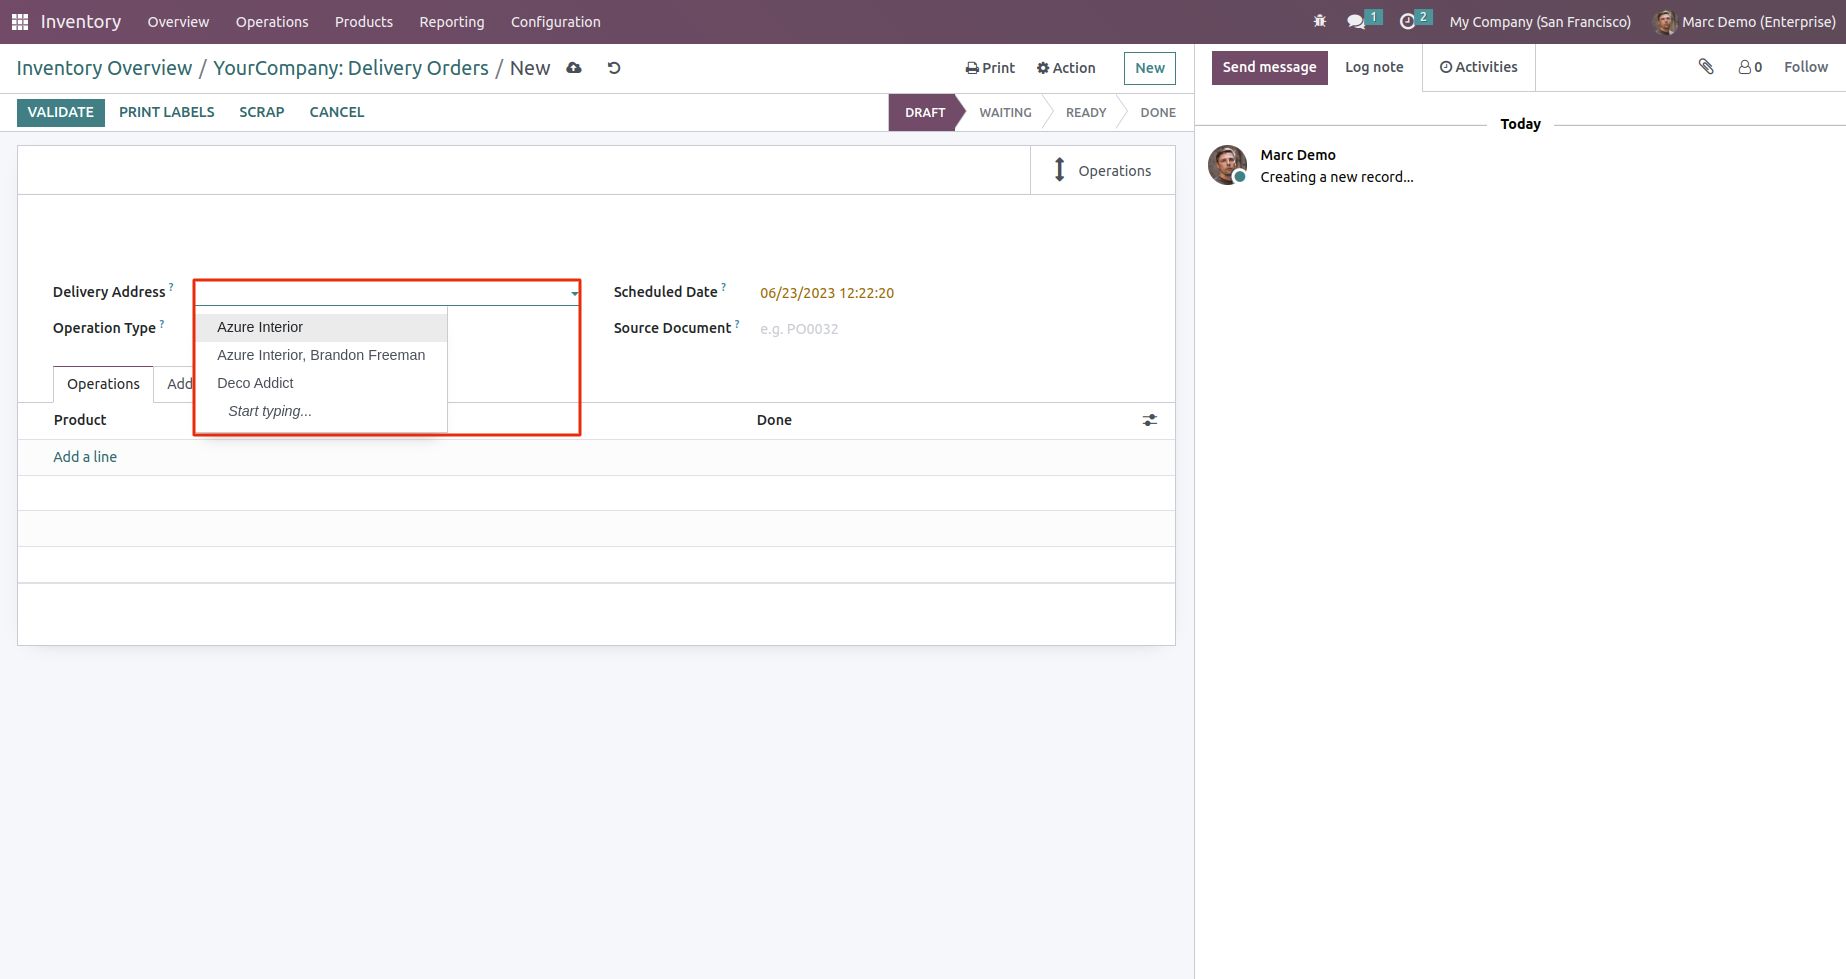 Inventory Overview Operations Products Reporting Configuration 1 2 My Company (San Francisco) Marc Demo (Enterprise)
Inventory Overview / YourCompany: Delivery Orders / New Print Action New
Send message Log note Activities 0 Follow
VALIDATE PRINT LABELS SCRAP CANCEL DRAFT WAITING READY DONE
Today
Marc Demo
Creating a new record...
Operations
Delivery Address ? Scheduled Date ? 06/23/2023 12:22:20
Operation Type ? Source Document ? e.g. PO0032
Azure Interior
Azure Interior, Brandon Freeman
Deco Addict
Start typing...
Operations Add
Product Done
Add a line